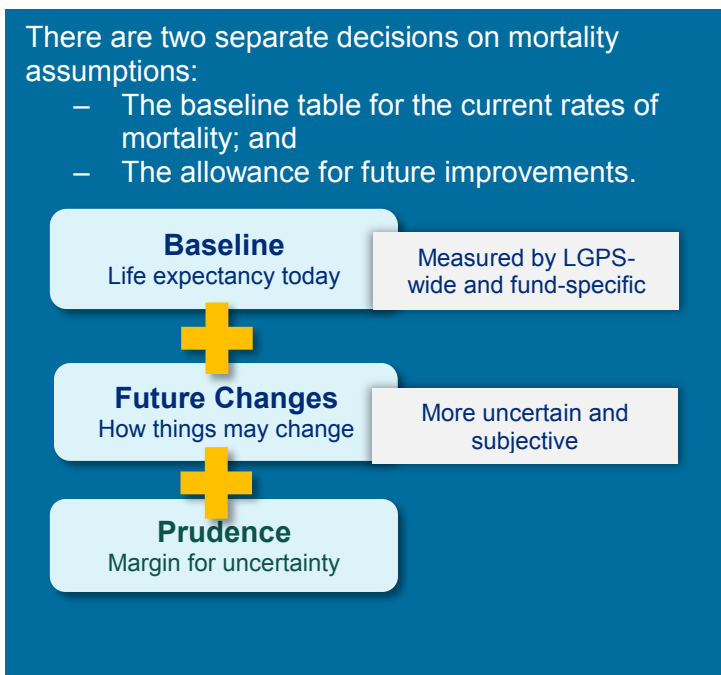 There are two separate decisions on mortality
assumptions:
– The baseline table for the current rates of
mortality; and
– The allowance for future improvements.
Baseline
Life expectancy today
Measured by LGPS-
wide and fund-specific
Future Changes
How things may change
More uncertain and
subjective
Prudence
Margin for uncertainty